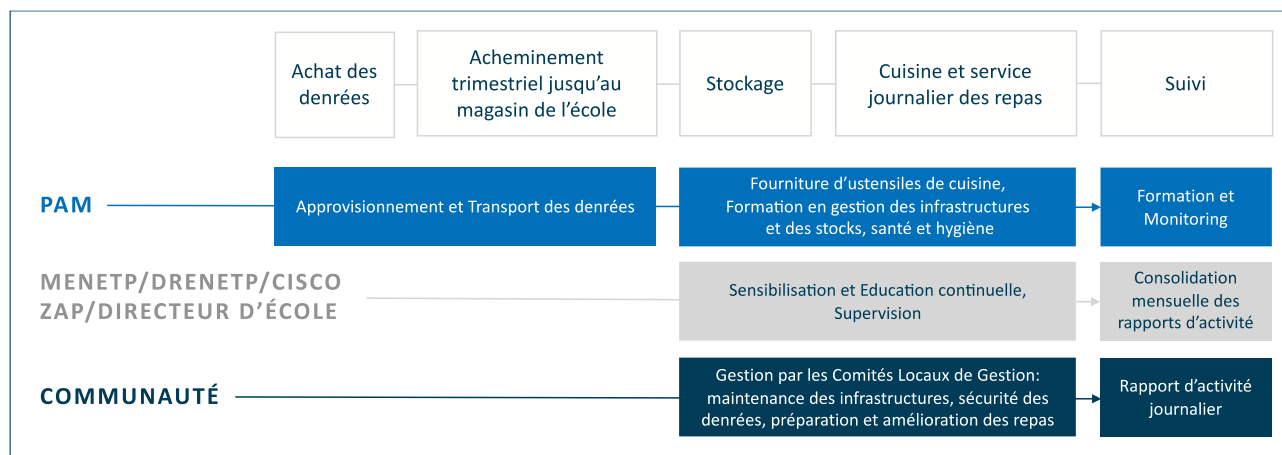 Achat des
denrées
Acheminement
trimestriel jusqu’au
magasin de l’école
Stockage
Cuisine et service
journalier des repas
Suivi
PAM
Approvisionnement et Transport des denrées
Fourniture d’ustensiles de cuisine,
Formation en gestion des infrastructures
et des stocks, santé et hygiène
Formation et
Monitoring
MENETP/DRENETP/CISCO
ZAP/DIRECTEUR D’ÉCOLE
Sensibilisation et Education continuelle,
Supervision
Consolidation
mensuelle des
rapports d’activité
COMMUNAUTÉ
Gestion par les Comités Locaux de Gestion:
maintenance des infrastructures, sécurité des
denrées, préparation et amélioration des repas
Rapport d’activité
journalier